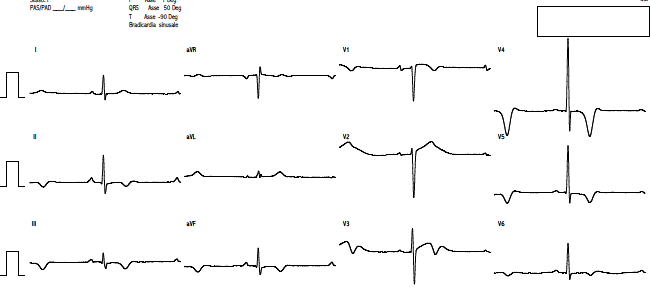 PAS/PAD ___/___ mmHg
QRS Asse 50 Deg
T Asse -90 Deg
Bradicardia sinusale
I aVR V1 V4
II aVL V2 V5
III aVF V3 V6